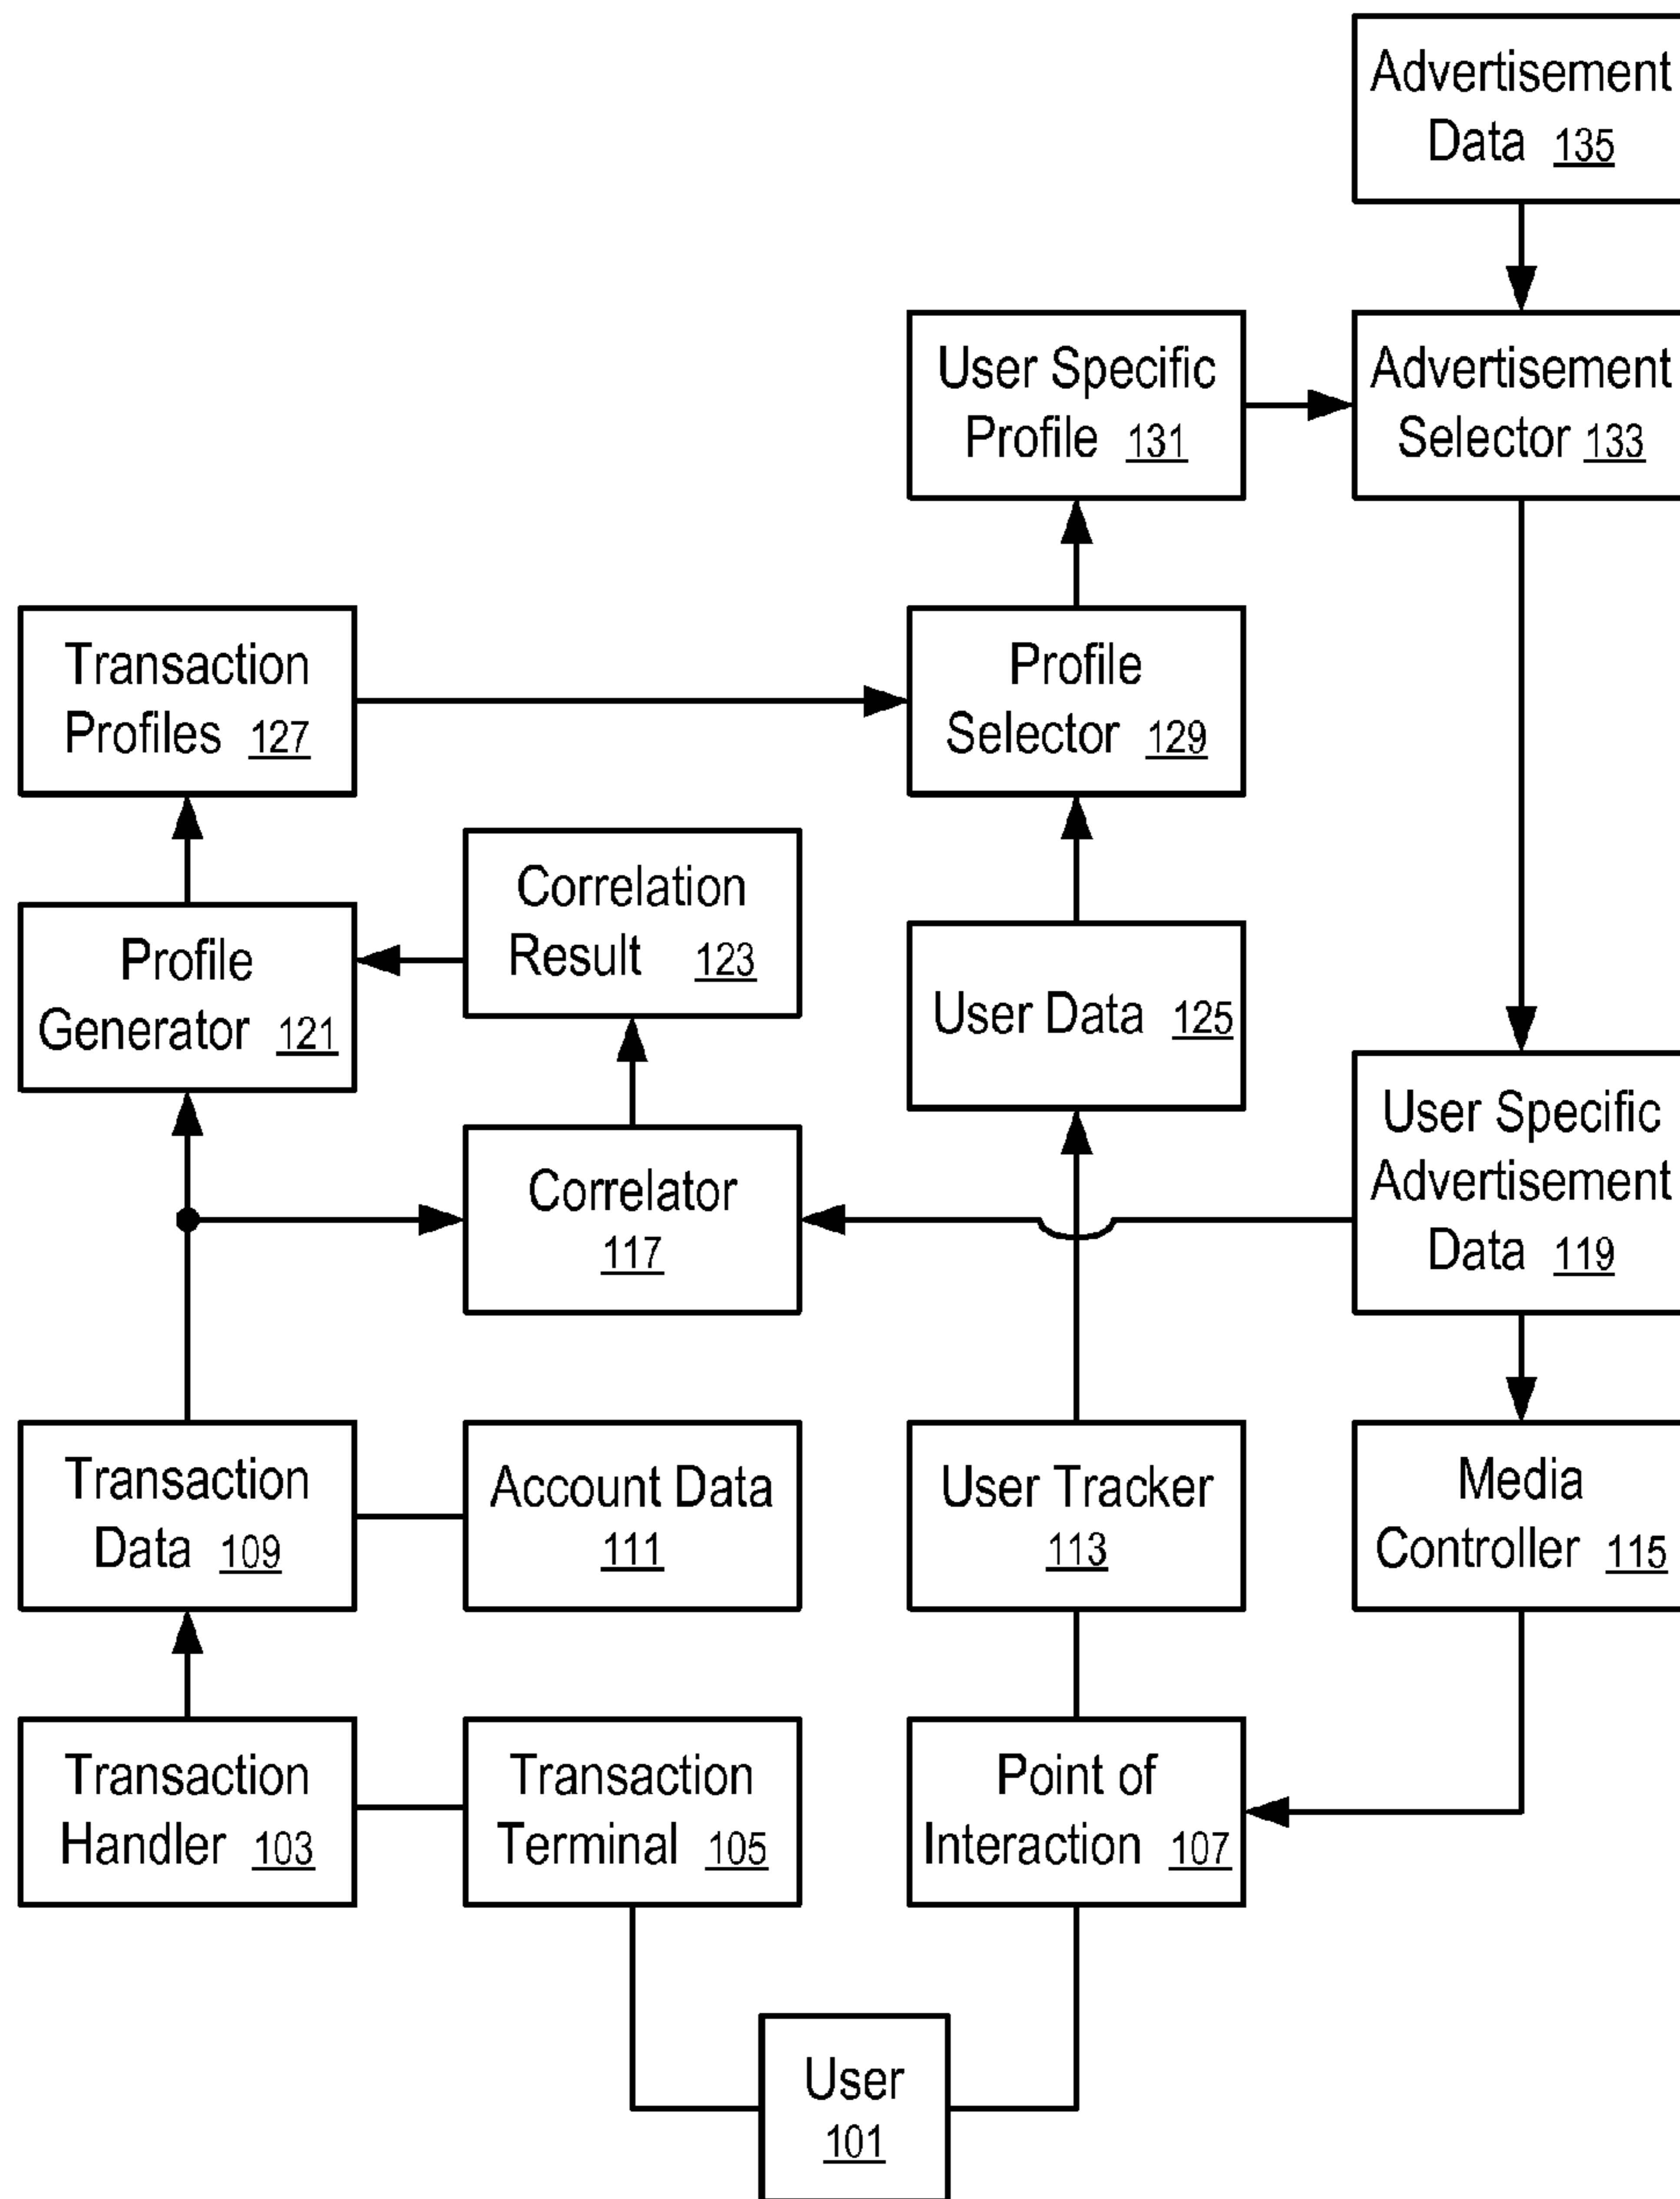 Advertisement
Data 135
User Specific
Profile 131
Advertisement
Selector 133
Transaction
Profiles 127
Profile
Selector 129
Correlation
Result 123
Profile
Generator 121
User Data 125
User Specific
Advertisement
Data 119
Correlator
117
Transaction
Data 109
Account Data
111
User Tracker
113
Media
Controller 115
Transaction
Handler 103
Transaction
Terminal 105
Point of
Interaction 107
User
101